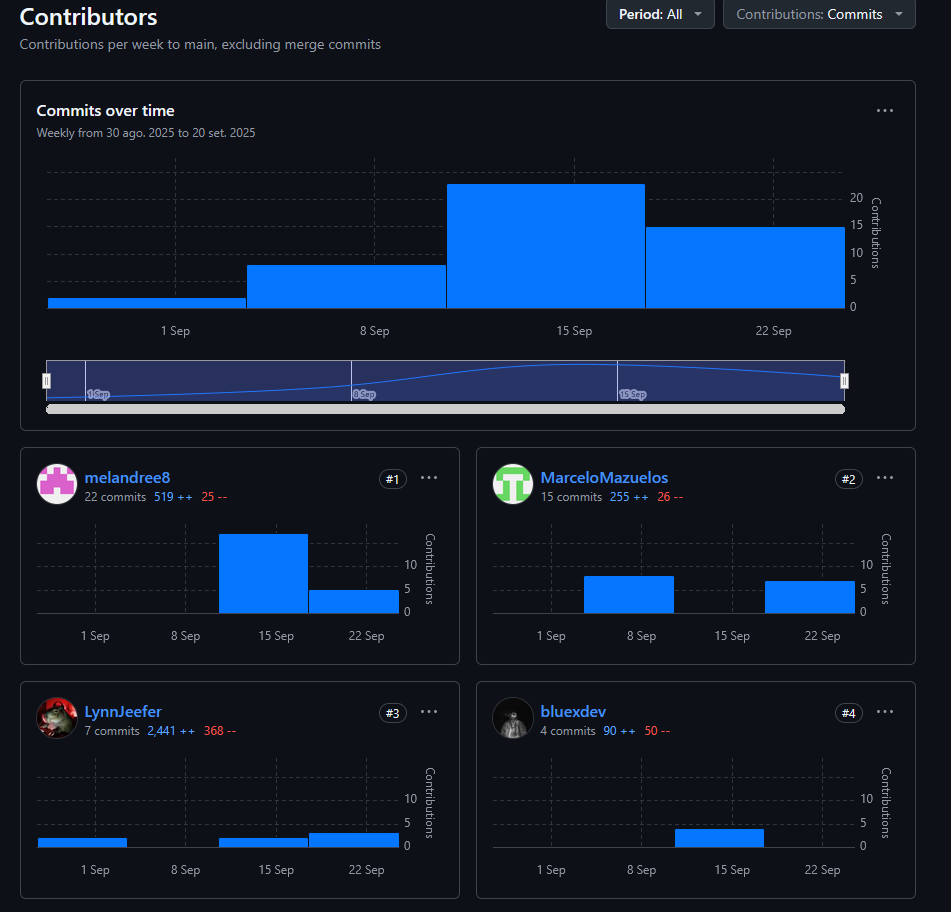 Contributors
Period: All
Contributions: Commits
Contributions per week to main, excluding merge commits
Commits over time
Weekly from 30 ago. 2025 to 20 set. 2025
20
15
10
5
0
Contributions
1 Sep
8 Sep
15 Sep
22 Sep
1 Sep
8 Sep
15 Sep
melandree8
#1
22 commits 519 ++ 25 --
10
5
0
Contributions
1 Sep
8 Sep
15 Sep
22 Sep
MarceloMazuelos
#2
15 commits 255 ++ 26 --
10
5
0
Contributions
1 Sep
8 Sep
15 Sep
22 Sep
LynnJeefer
#3
7 commits 2,441 ++ 368 --
10
5
0
Contributions
1 Sep
8 Sep
15 Sep
22 Sep
bluexdev
#4
4 commits 90 ++ 50 --
10
5
0
Contributions
1 Sep
8 Sep
15 Sep
22 Sep